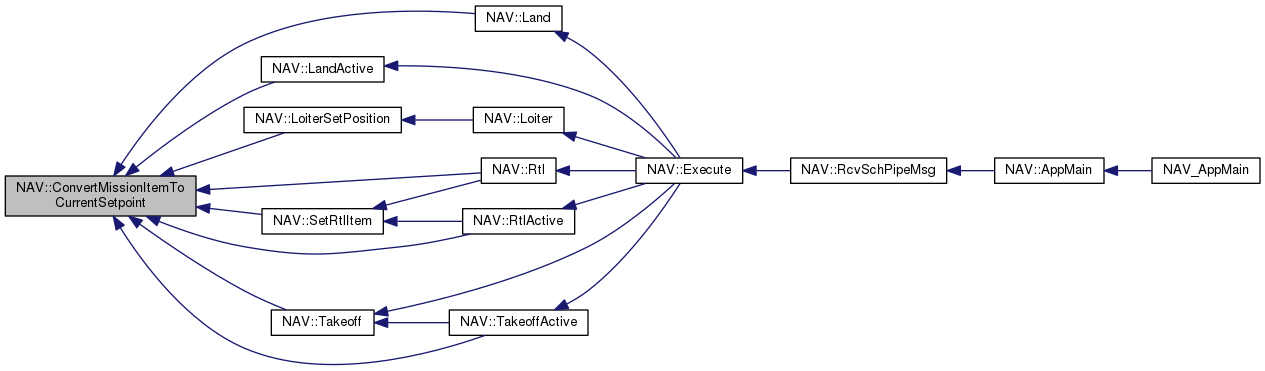 NAV::Land
NAV::LandActive
NAV::LoiterSetPosition
NAV::Loiter
NAV::ConvertMissionItemTo
CurrentSetpoint
NAV::Rtl
NAV::Execute
NAV::RcvSchPipeMsg
NAV::AppMain
NAV_AppMain
NAV::SetRtlItem
NAV::RtlActive
NAV::Takeoff
NAV::TakeoffActive